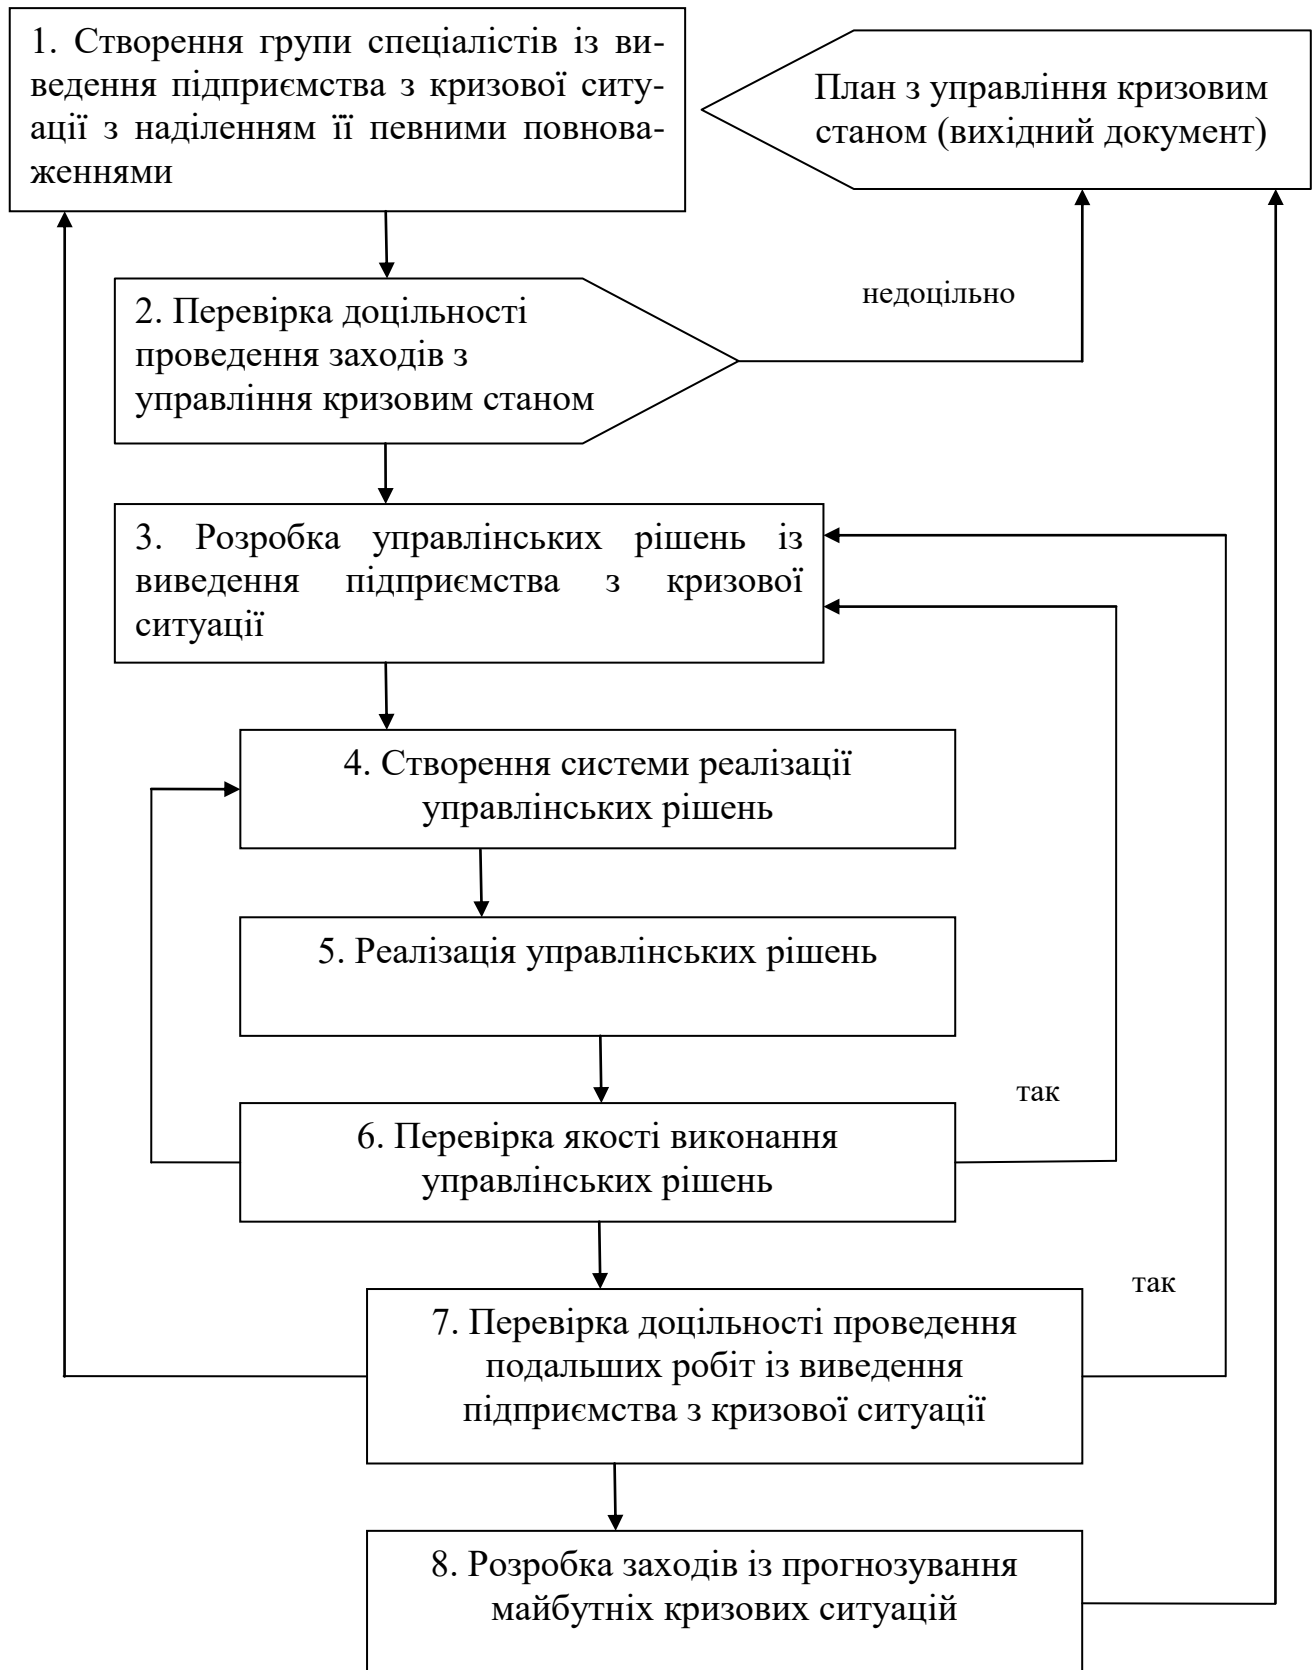 1. Створення групи спеціалістів із ви-
ведення підприємства з кризової ситу-
ації з наділенням її певними повнова-
женнями
План з управління кризовим
станом (вихідний документ)
2. Перевірка доцільності
проведення заходів з
управління кризовим станом
недоцільно
3. Розробка управлінських рішень із
виведення підприємства з кризової
ситуації
4. Створення системи реалізації
управлінських рішень
5. Реалізація управлінських рішень
так
6. Перевірка якості виконання
управлінських рішень
так
7. Перевірка доцільності проведення
подальших робіт із виведення
підприємства з кризової ситуації
8. Розробка заходів із прогнозування
майбутніх кризових ситуацій